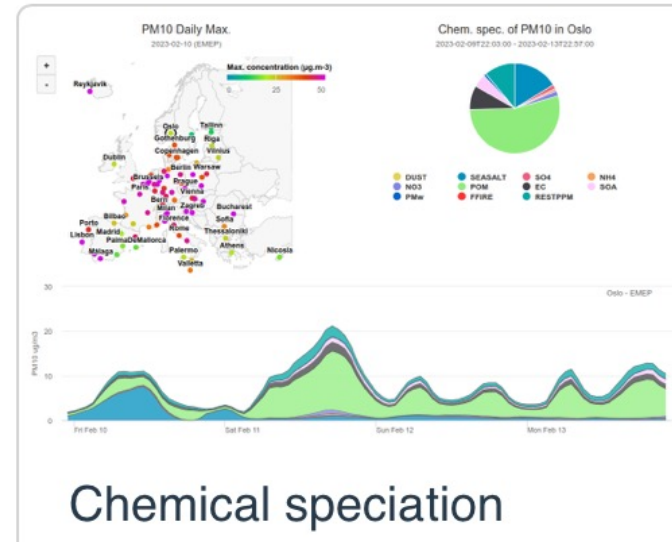 PM10 Daily Max.
2023-02-10 (EMEP)
+
-
Max. concentration (µg.m-3)
0 25 50
Reykjavik
Oslo
Tallinn
Gothenburg
Riga
Copenhagen
Vilnius
Dublin
Berlin
Warsaw
Brussels
Prague
Paris
Vienna
Bern
Milan
Zagreb
Bucharest
Bilbao
Florence
Sofia
Porto
Madrid
Rome
Thessaloniki
Lisbon
PalmaDeMallorca
Málaga
Palermo
Athens
Nicosia
Valletta
Chem. spec. of PM10 in Oslo
2023-02-09T22:03:00 - 2023-02-13T22:57:00
DUST SEASALT SO4 NH4
NO3 POM EC SOA
PMw FFIRE RESTPPM
Oslo - EMEP
PM10 ug/m3
30
20
10
0
Fri Feb 10 Sat Feb 11 Sun Feb 12 Mon Feb 13
Chemical speciation